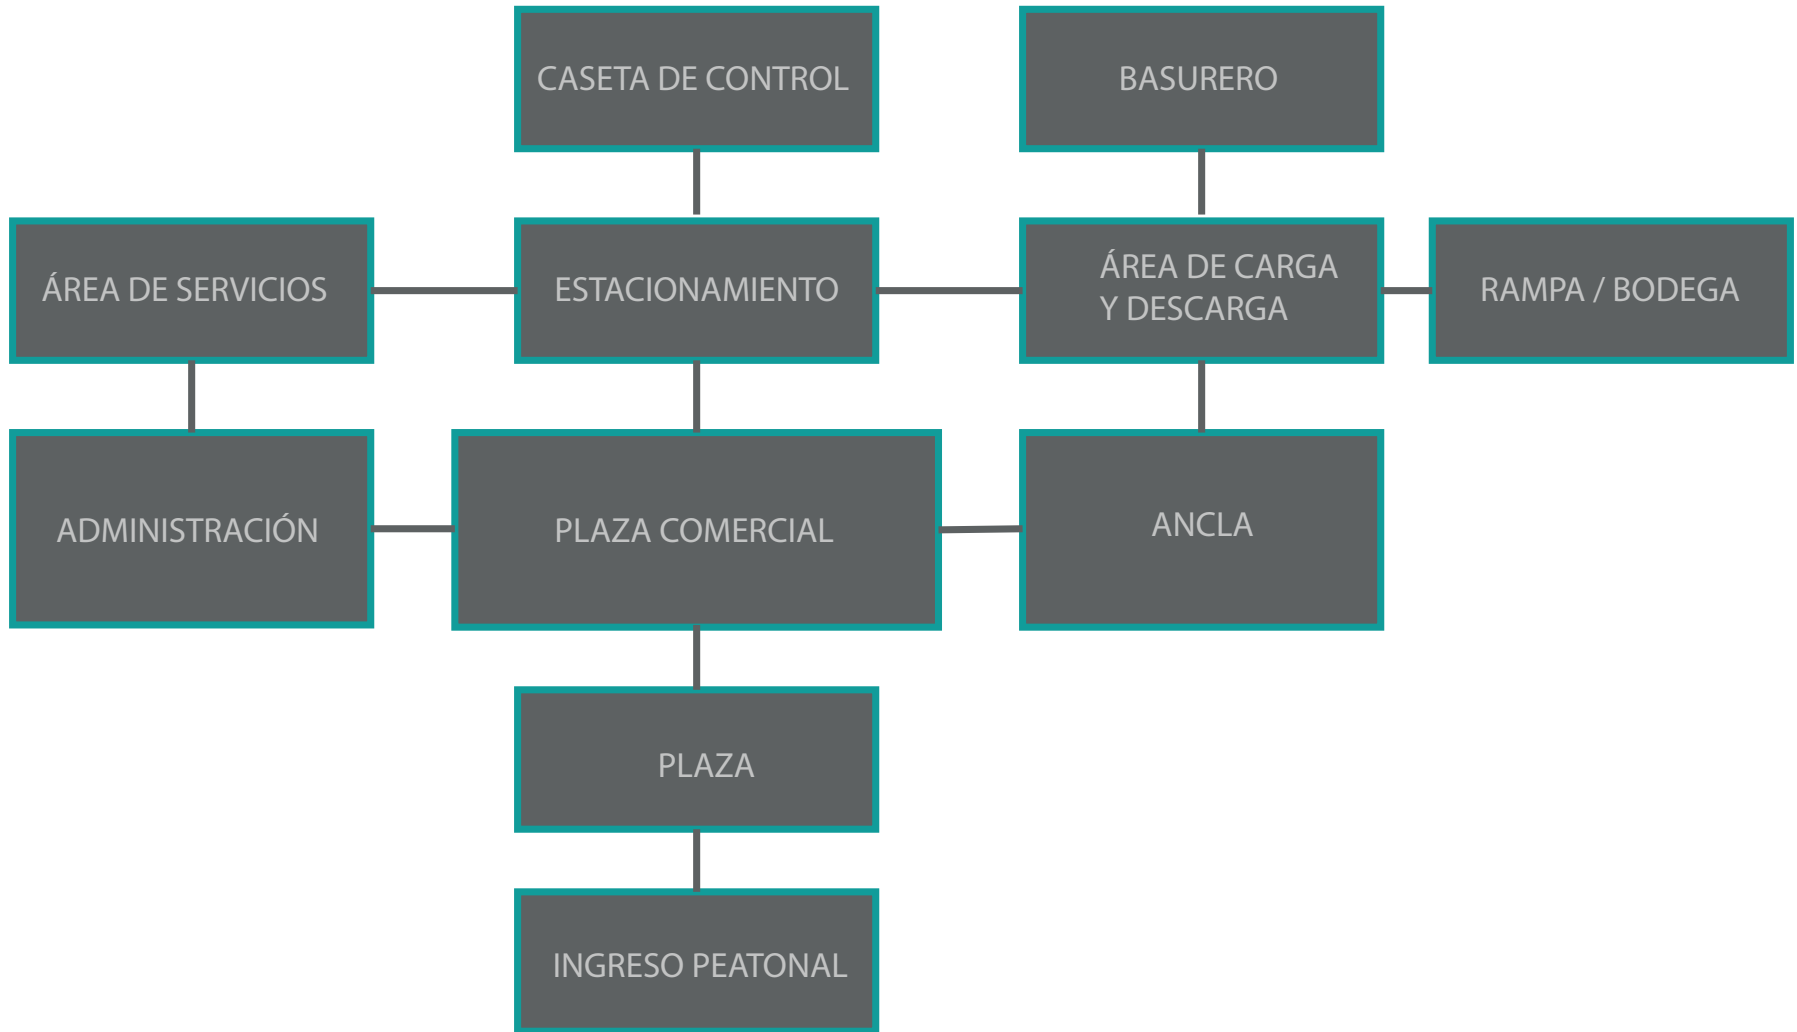 CASETA DE CONTROL
BASURERO
ÁREA DE SERVICIOS
ESTACIONAMIENTO
ÁREA DE CARGA
Y DESCARGA
RAMPA / BODEGA
ADMINISTRACIÓN
PLAZA COMERCIAL
ANCLA
PLAZA
INGRESO PEATONAL